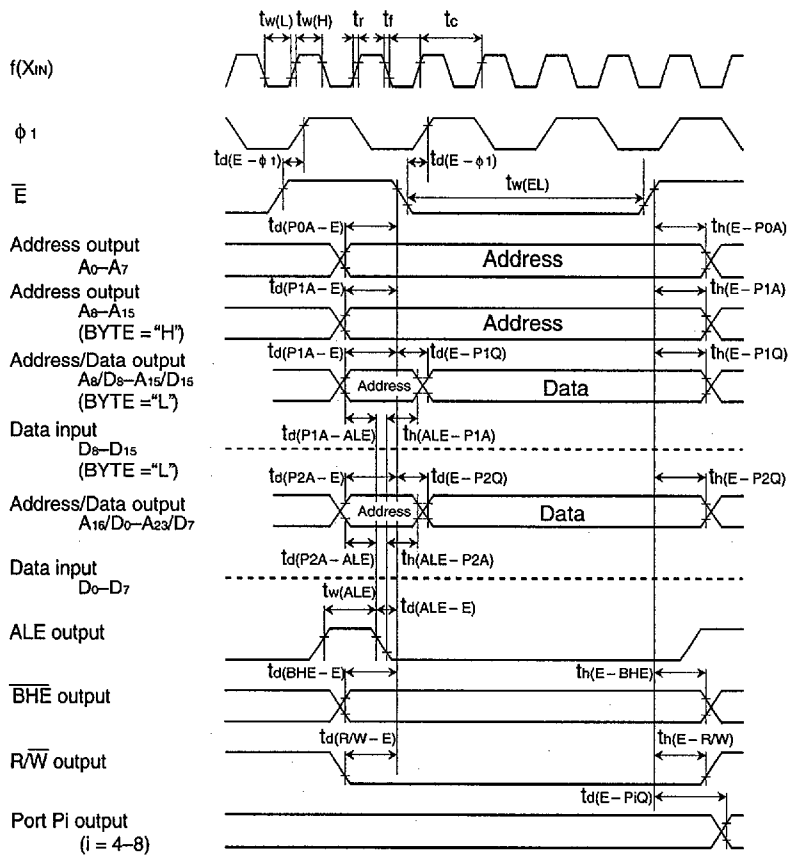 tw(L) tw(H) tr tf tc
f(XIN)
ϕ 1
td(E − ϕ 1) td(E − ϕ1)
tw(EL)
E̅
td(P0A − E) th(E − P0A)
Address output
A0–A7
Address
td(P1A − E) th(E − P1A)
Address output
A8–A15
(BYTE = “H”)
Address
td(P1A − E) td(E − P1Q) th(E − P1Q)
Address/Data output
A8/D8–A15/D15
(BYTE = “L”)
Address Data
td(P1A − ALE) th(ALE − P1A)
Data input
D8–D15
(BYTE = “L”)
td(P2A − E) td(E − P2Q) th(E − P2Q)
Address/Data output
A16/D0–A23/D7
Address Data
td(P2A − ALE) th(ALE − P2A)
Data input
D0–D7
tw(ALE) td(ALE − E)
ALE output
td(BHE − E) th(E − BHE)
B̅H̅E̅ output
td(R/W − E) th(E − R/W)
R/W̅ output
td(E − PiQ)
Port Pi output
(i = 4–8)